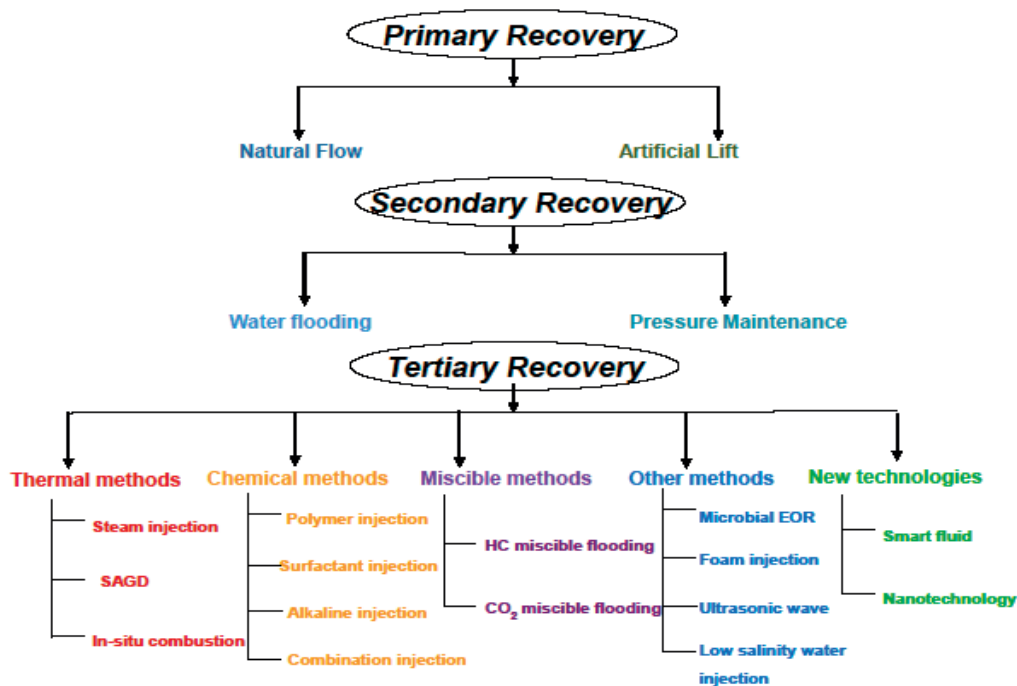 Primary Recovery
Natural Flow
Artificial Lift
Secondary Recovery
Water flooding
Pressure Maintenance
Tertiary Recovery
Thermal methods
Steam injection
SAGD
In-situ combustion
Chemical methods
Polymer injection
Surfactant injection
Alkaline injection
Combination injection
Miscible methods
HC miscible flooding
CO₂ miscible flooding
Other methods
Microbial EOR
Foam injection
Ultrasonic wave
Low salinity water
injection
New technologies
Smart fluid
Nanotechnology